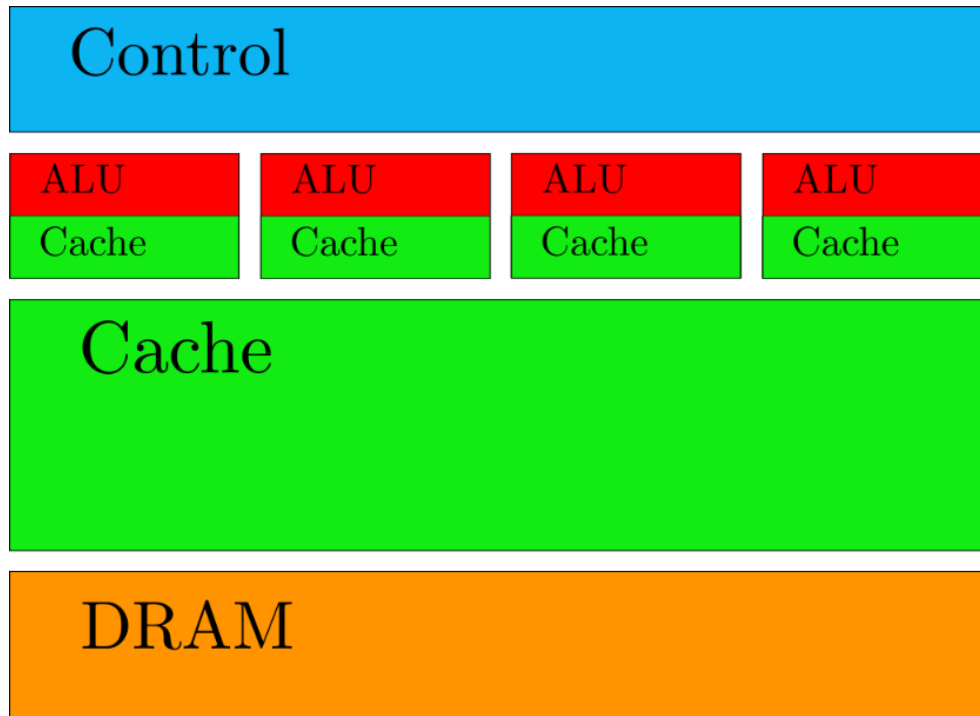 Control
ALU ALU ALU ALU
Cache Cache Cache Cache
Cache
DRAM